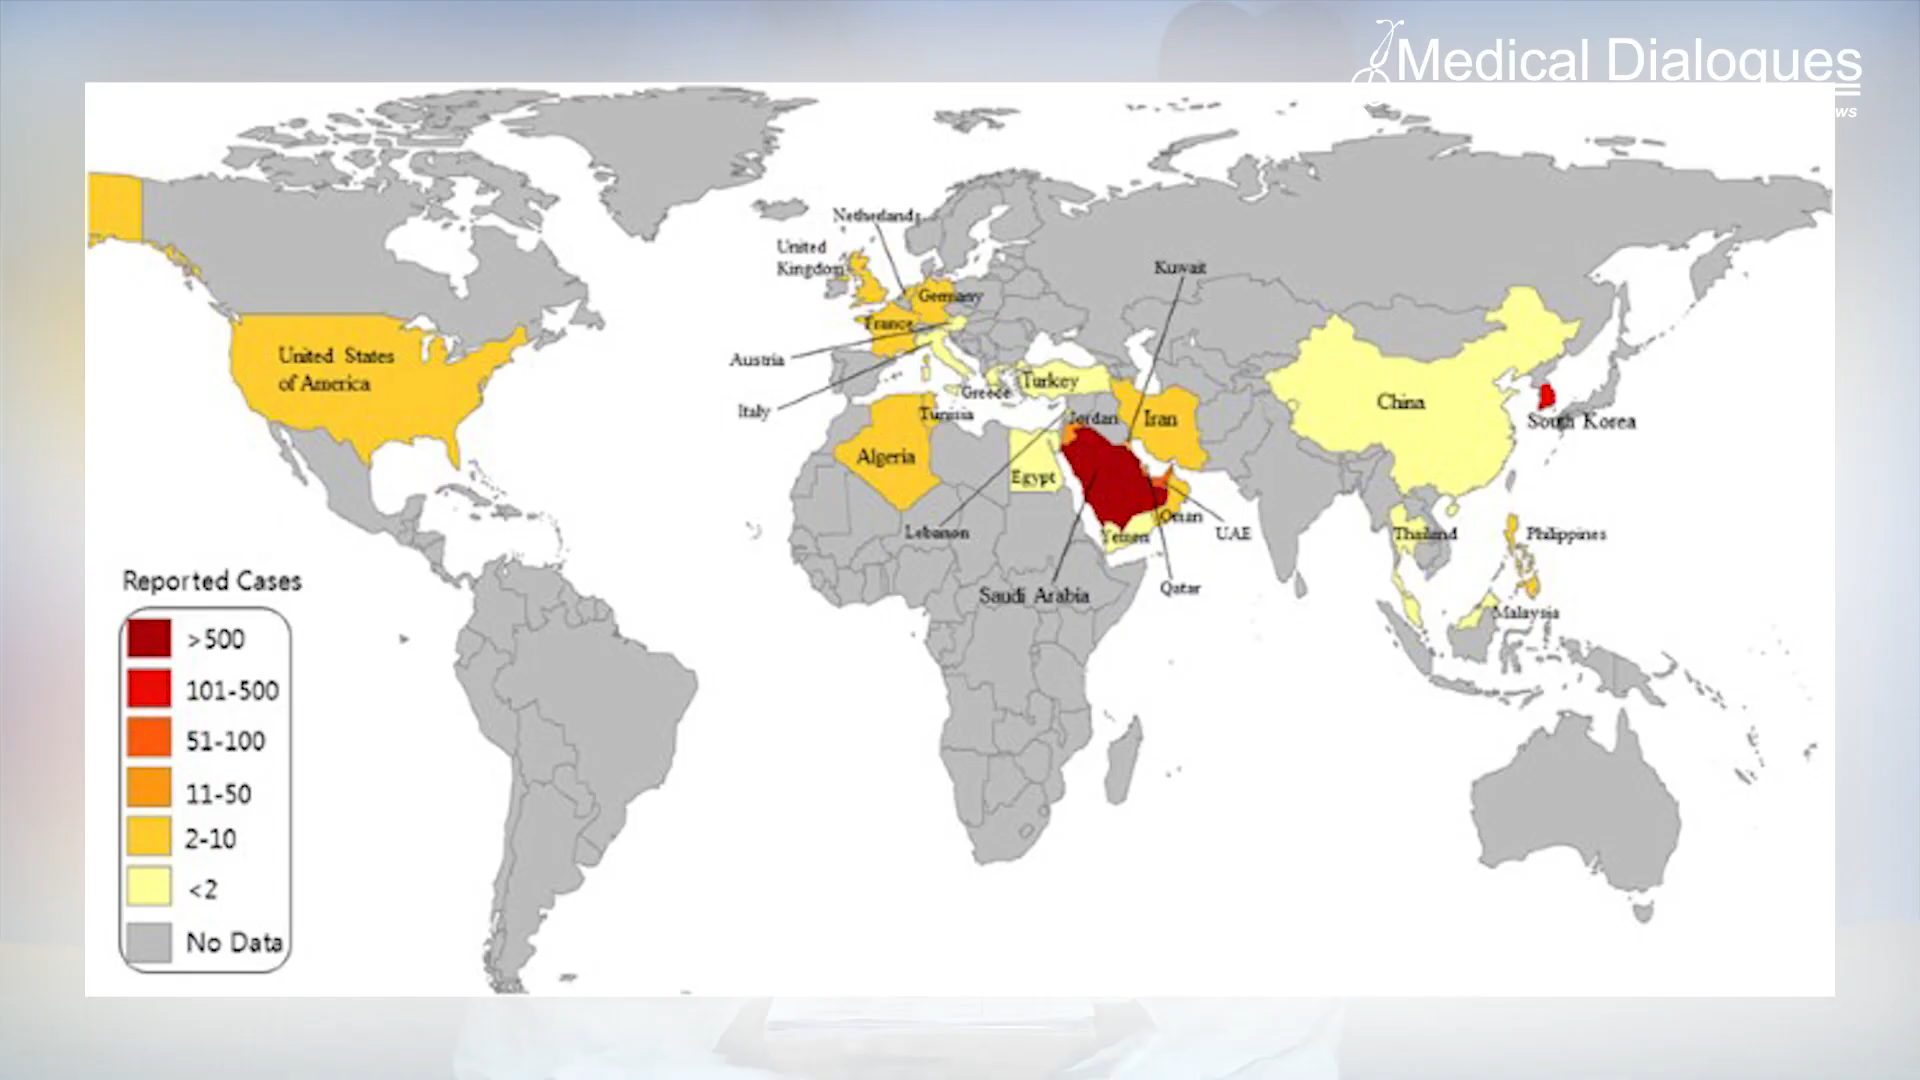 Medical Dialogues
ws
Netherlands
United
Kingdom
Germany
France
Austria
Italy
Greece
Turkey
Kuwait
United States
of America
Tunisia
Jordan
Iran
China
South Korea
Algeria
Egypt
Lebanon
Oman
Yemen
UAE
Thailand
Philippines
Saudi Arabia
Qatar
Malaysia
Reported Cases
>500
101-500
51-100
11-50
2-10
<2
No Data